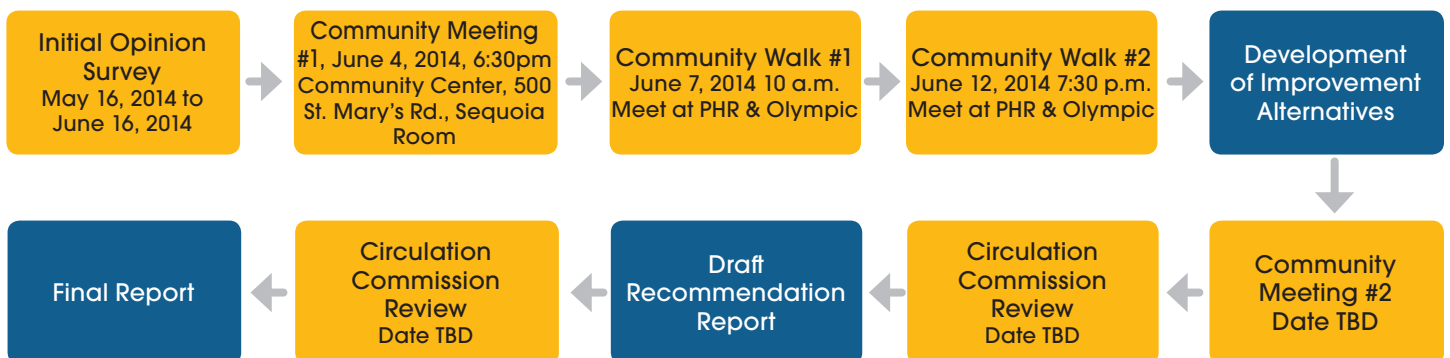 Initial Opinion
Survey
May 16, 2014 to
June 16, 2014
Community Meeting
#1, June 4, 2014, 6:30pm
Community Center, 500
St. Mary's Rd., Sequoia
Room
Community Walk #1
June 7, 2014 10 a.m.
Meet at PHR & Olympic
Community Walk #2
June 12, 2014 7:30 p.m.
Meet at PHR & Olympic
Development
of Improvement
Alternatives
Community
Meeting #2
Date TBD
Circulation
Commission
Review
Date TBD
Draft
Recommendation
Report
Circulation
Commission
Review
Date TBD
Final Report